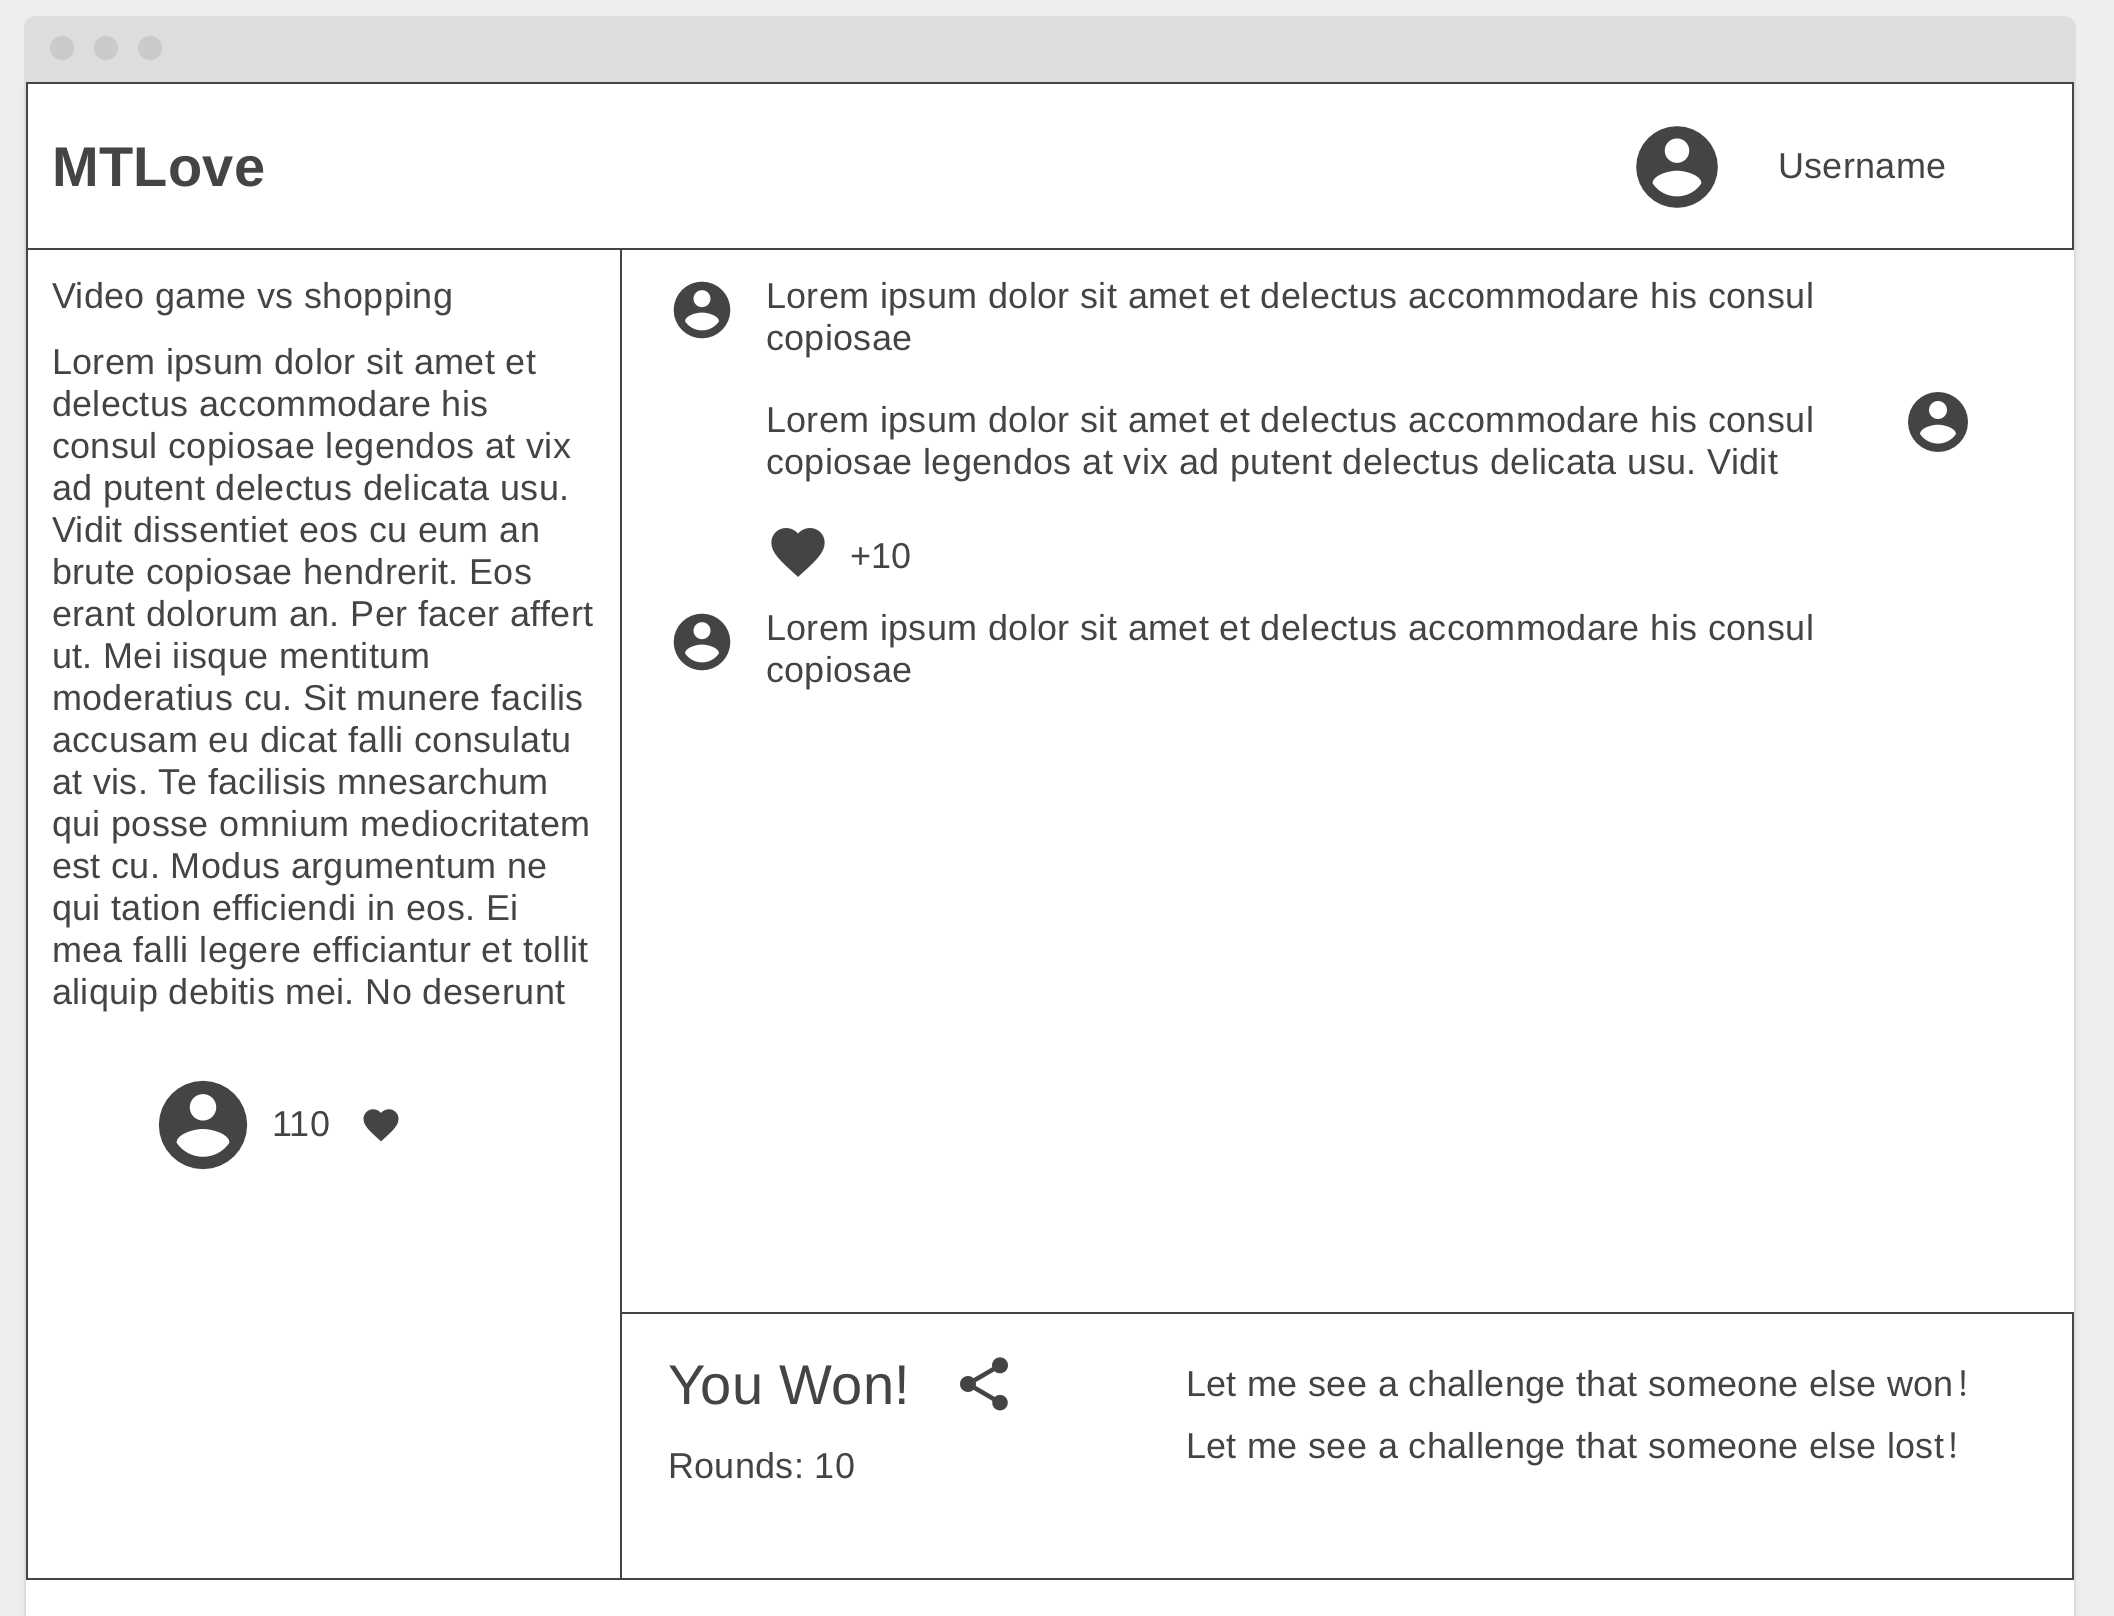 MTLove
Username
Video game vs shopping
Lorem ipsum dolor sit amet et
delectus accommodare his
consul copiosae legendos at vix
ad putent delectus delicata usu.
Vidit dissentiet eos cu eum an
brute copiosae hendrerit. Eos
erant dolorum an. Per facer affert
ut. Mei iisque mentitum
moderatius cu. Sit munere facilis
accusam eu dicat falli consulatu
at vis. Te facilisis mnesarchum
qui posse omnium mediocritatem
est cu. Modus argumentum ne
qui tation efficiendi in eos. Ei
mea falli legere efficiantur et tollit
aliquip debitis mei. No deserunt
110
Lorem ipsum dolor sit amet et delectus accommodare his consul
copiosae
Lorem ipsum dolor sit amet et delectus accommodare his consul
copiosae legendos at vix ad putent delectus delicata usu. Vidit
+10
Lorem ipsum dolor sit amet et delectus accommodare his consul
copiosae
You Won!
Rounds: 10
Let me see a challenge that someone else won!
Let me see a challenge that someone else lost!